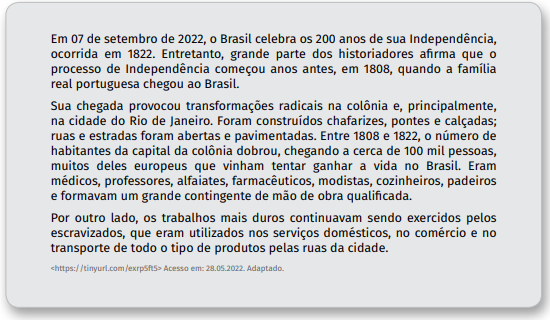 Em 07 de setembro de 2022, o Brasil celebra os 200 anos de sua Independência,
ocorrida em 1822. Entretanto, grande parte dos historiadores afirma que o
processo de Independência começou anos antes, em 1808, quando a família
real portuguesa chegou ao Brasil.
Sua chegada provocou transformações radicais na colônia e, principalmente,
na cidade do Rio de Janeiro. Foram construídos chafarizes, pontes e calçadas;
ruas e estradas foram abertas e pavimentadas. Entre 1808 e 1822, o número de
habitantes da capital da colônia dobrou, chegando a cerca de 100 mil pessoas,
muitos deles europeus que vinham tentar ganhar a vida no Brasil. Eram
médicos, professores, alfaiates, farmacêuticos, modistas, cozinheiros, padeiros
e formavam um grande contingente de mão de obra qualificada.
Por outro lado, os trabalhos mais duros continuavam sendo exercidos pelos
escravizados, que eram utilizados nos serviços domésticos, no comércio e no
transporte de todo o tipo de produtos pelas ruas da cidade.
<https://tinyurl.com/exrp5ft5> Acesso em: 28.05.2022. Adaptado.